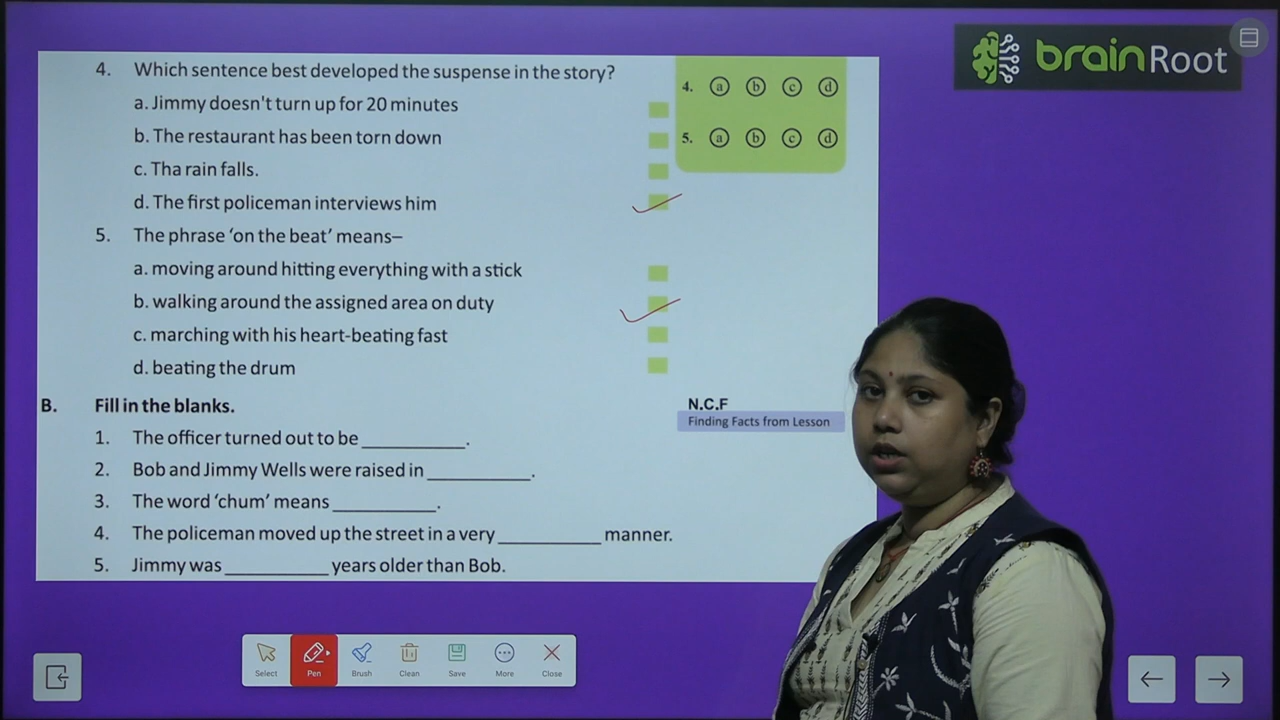 brainRoot
4. Which sentence best developed the suspense in the story?
a. Jimmy doesn't turn up for 20 minutes
b. The restaurant has been torn down
c. Tha rain falls.
d. The first policeman interviews him
4. a b c d
5. a b c d
5. The phrase ‘on the beat’ means–
a. moving around hitting everything with a stick
b. walking around the assigned area on duty
c. marching with his heart-beating fast
d. beating the drum
B. Fill in the blanks.
N.C.F
Finding Facts from Lesson
1. The officer turned out to be __________.
2. Bob and Jimmy Wells were raised in __________.
3. The word ‘chum’ means __________.
4. The policeman moved up the street in a very __________ manner.
5. Jimmy was __________ years older than Bob.
Select Pen Brush Clean Save More Close